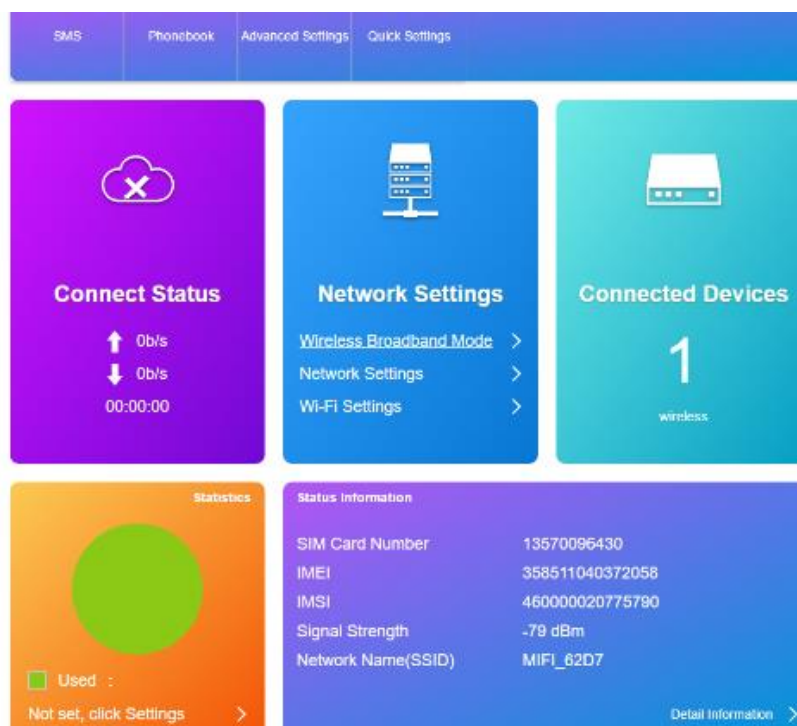 SMS
Phonebook
Advanced Settings
Quick Settings
Connect Status
0b/s
0b/s
00:00:00
Network Settings
Wireless Broadband Mode
Network Settings
Wi-Fi Settings
Connected Devices
1
wireless
Statistics
Used :
Not set, click Settings
Status Information
SIM Card Number 13570096430
IMEI 358511040372058
IMSI 460000020775790
Signal Strength -79 dBm
Network Name(SSID) MIFI_62D7
Detail Information